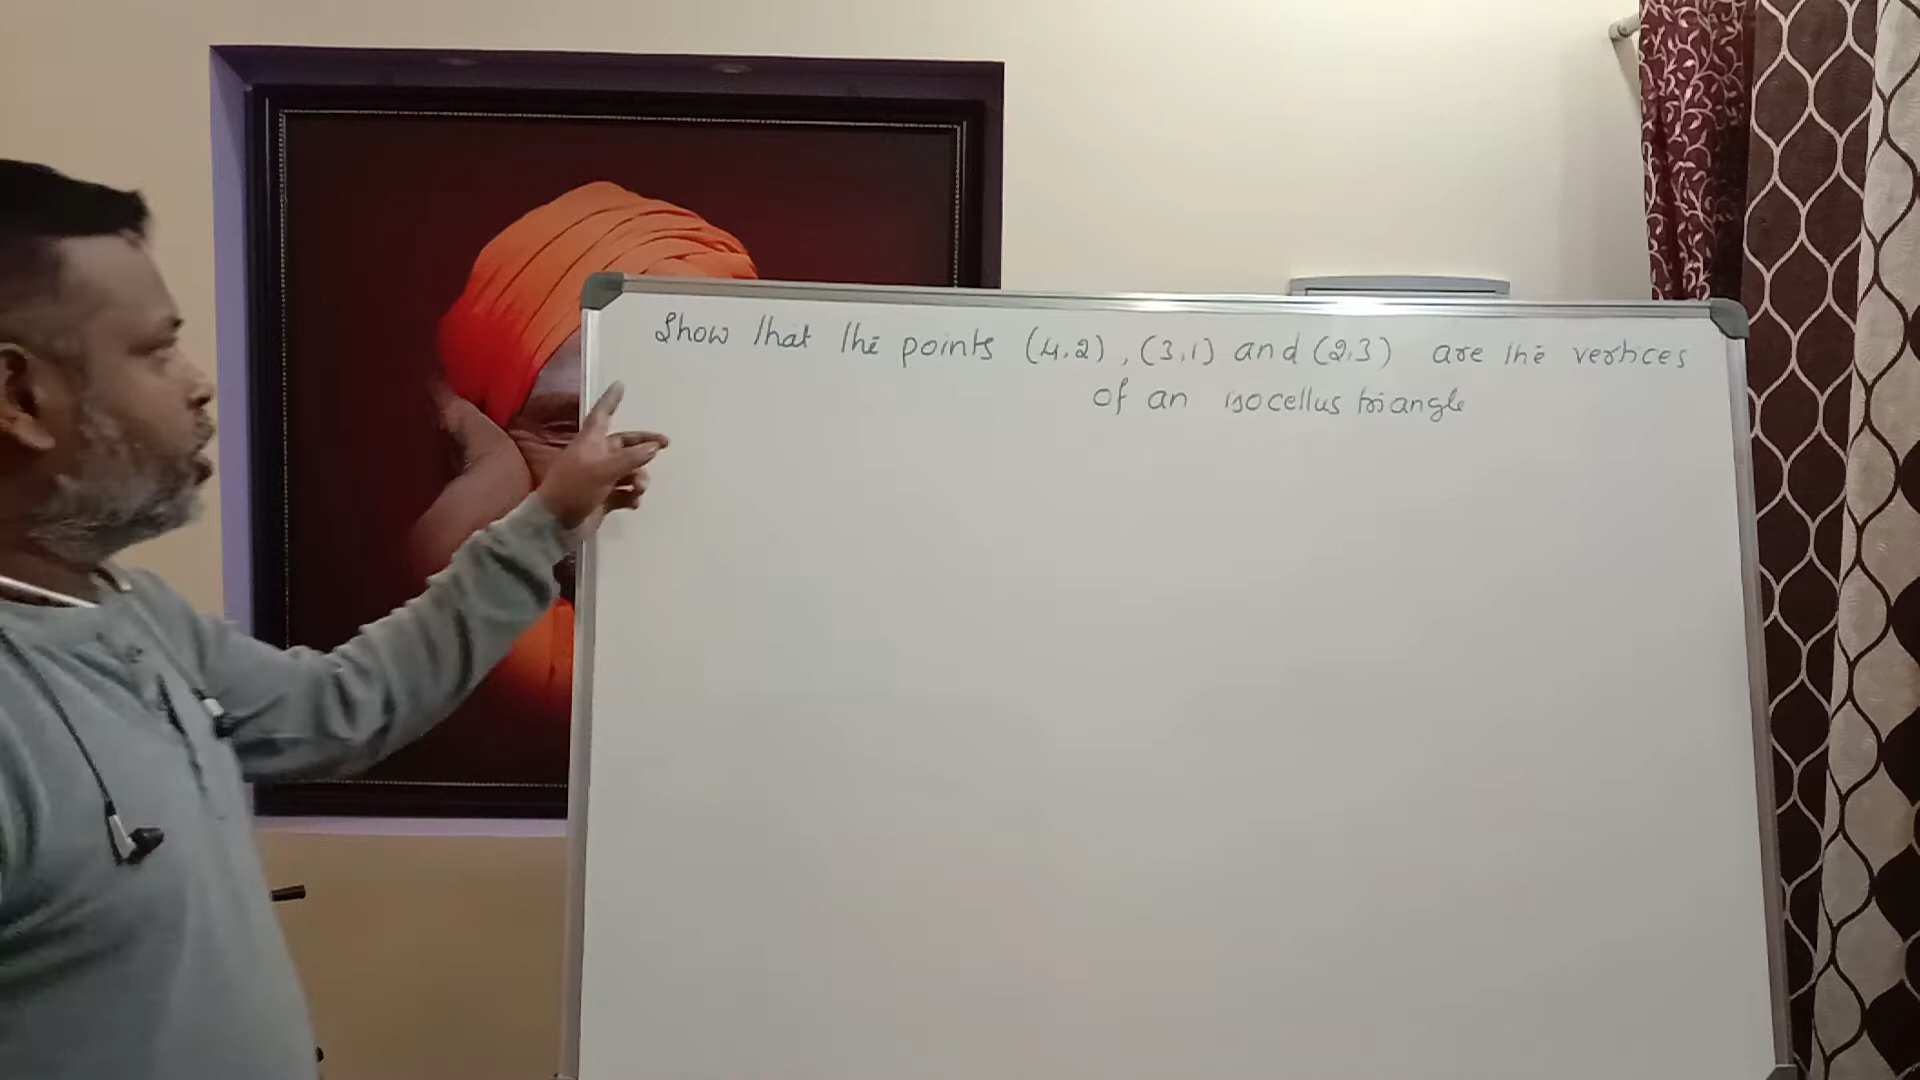 Show that the points (4,2), (3,1) and (2,3) are the vertices
of an isocellus triangle